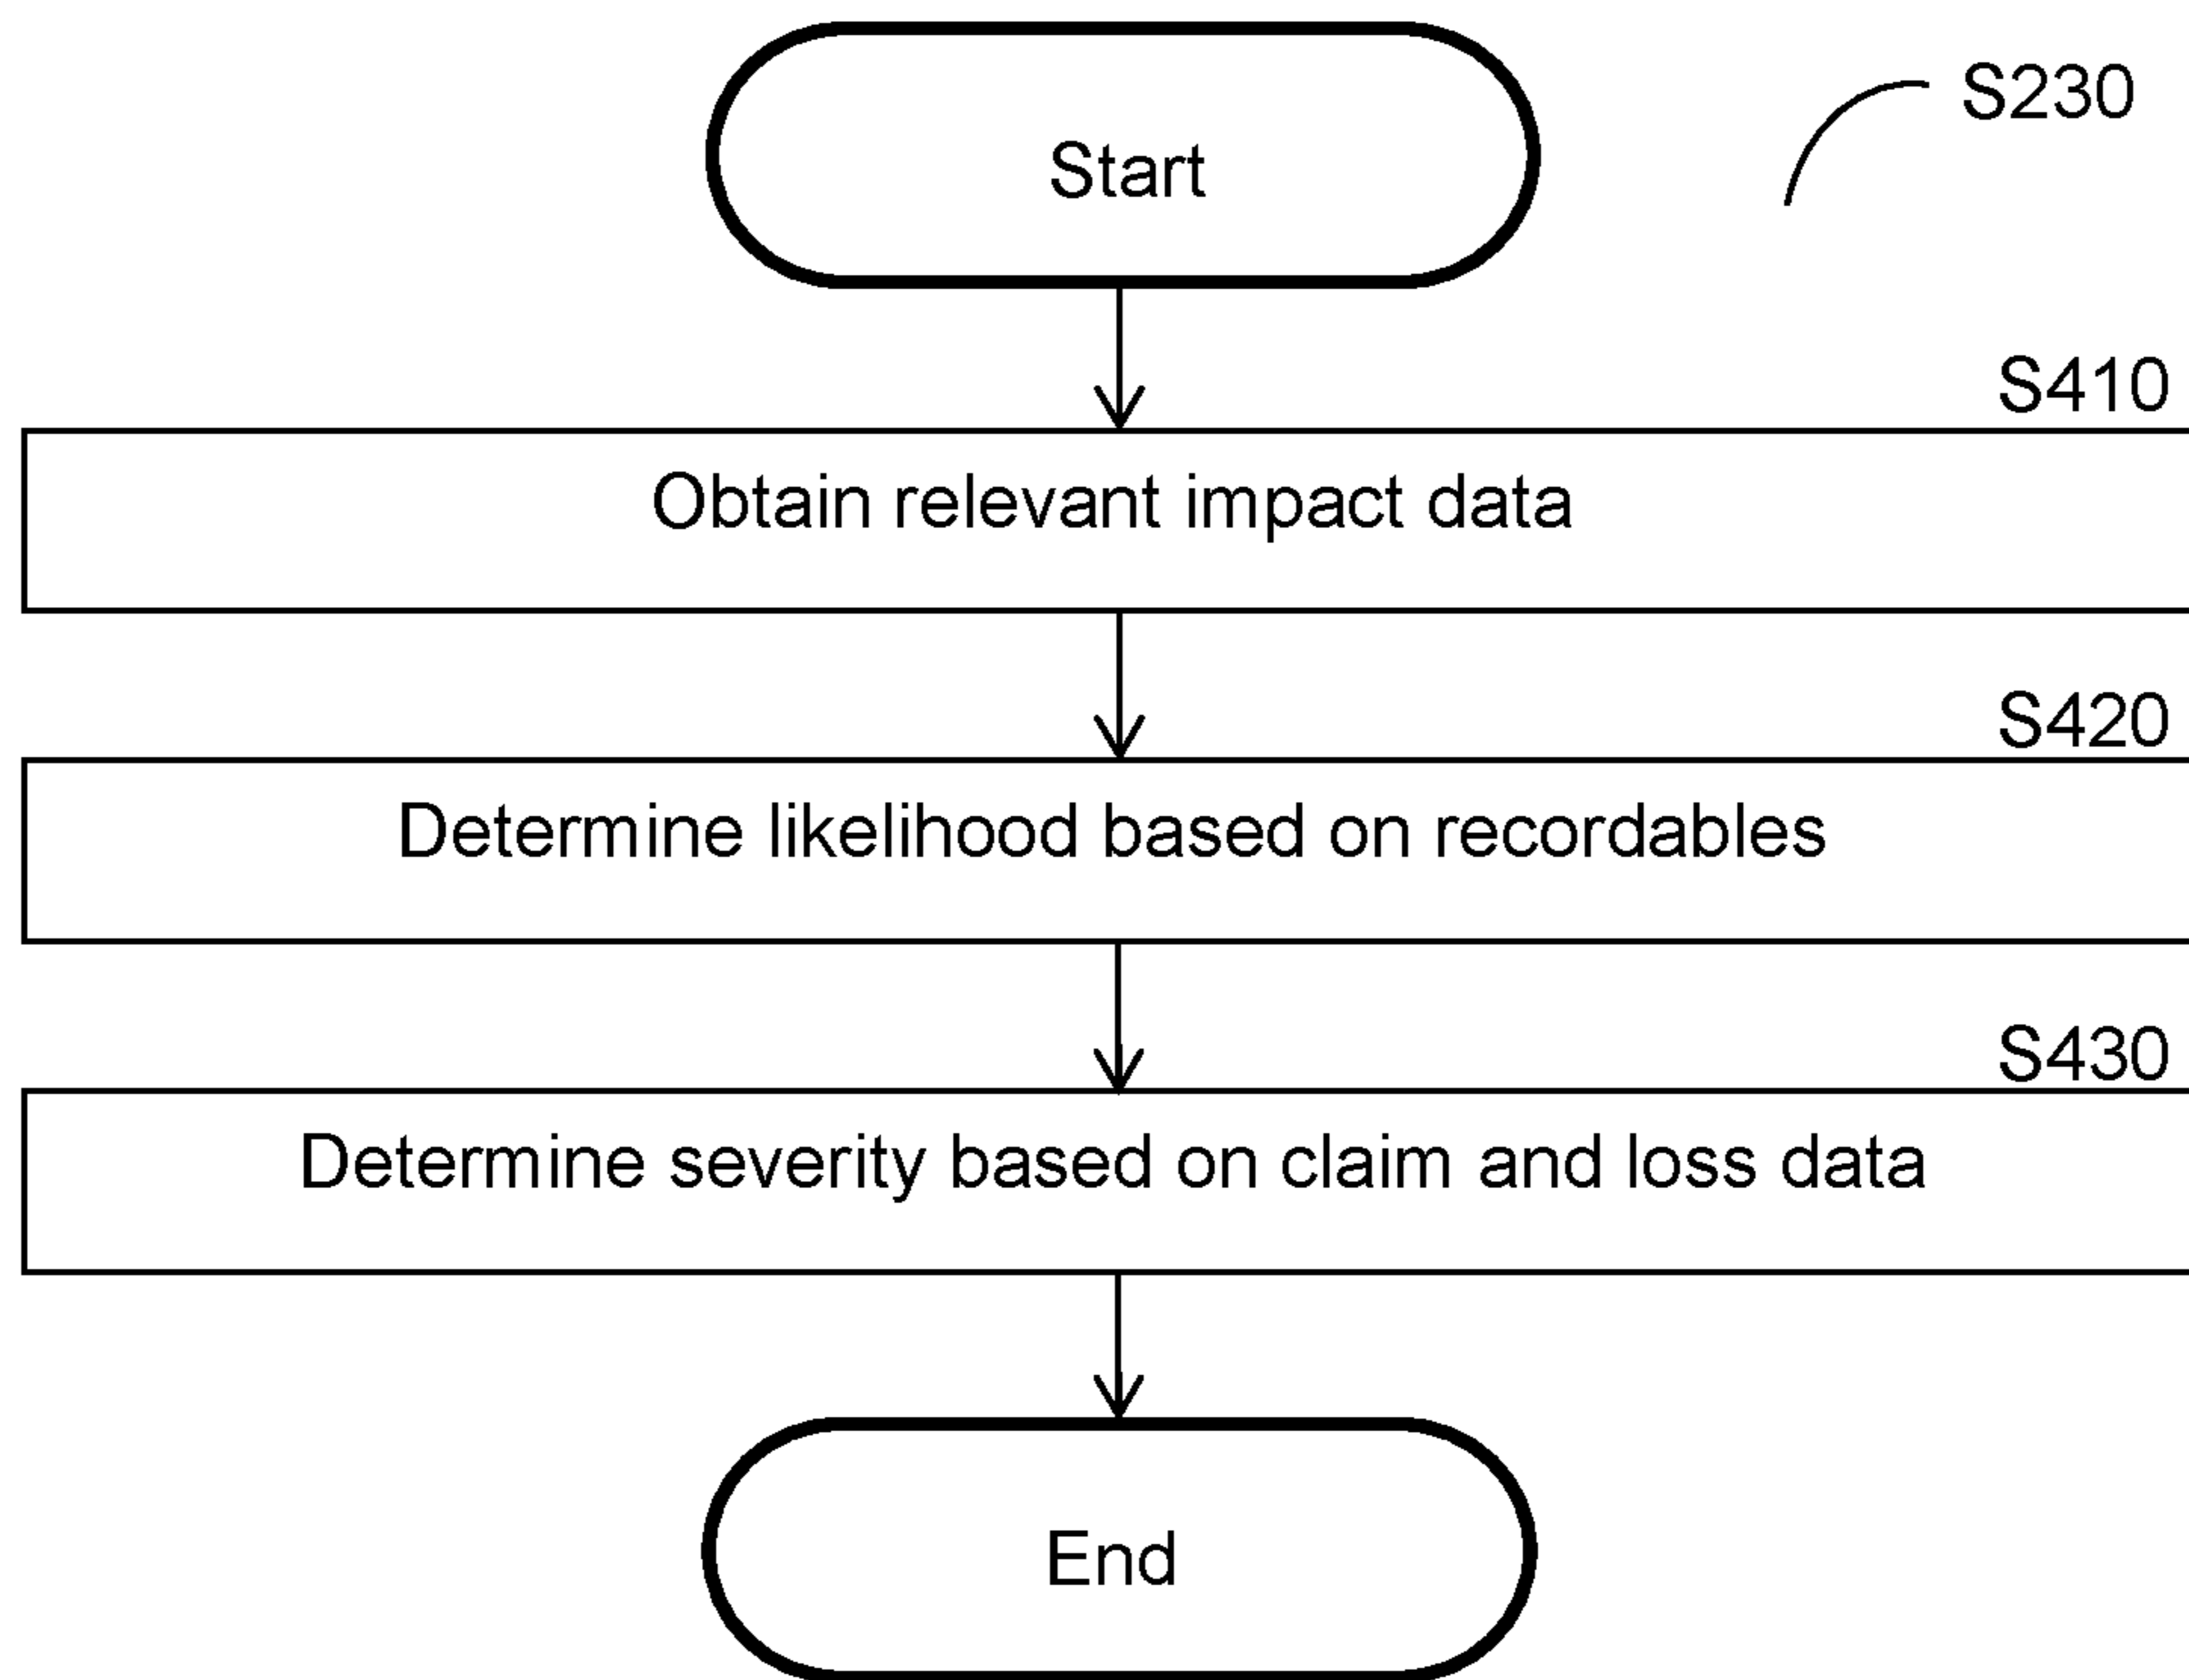 Start
S230
S410
Obtain relevant impact data
S420
Determine likelihood based on recordables
S430
Determine severity based on claim and loss data
End